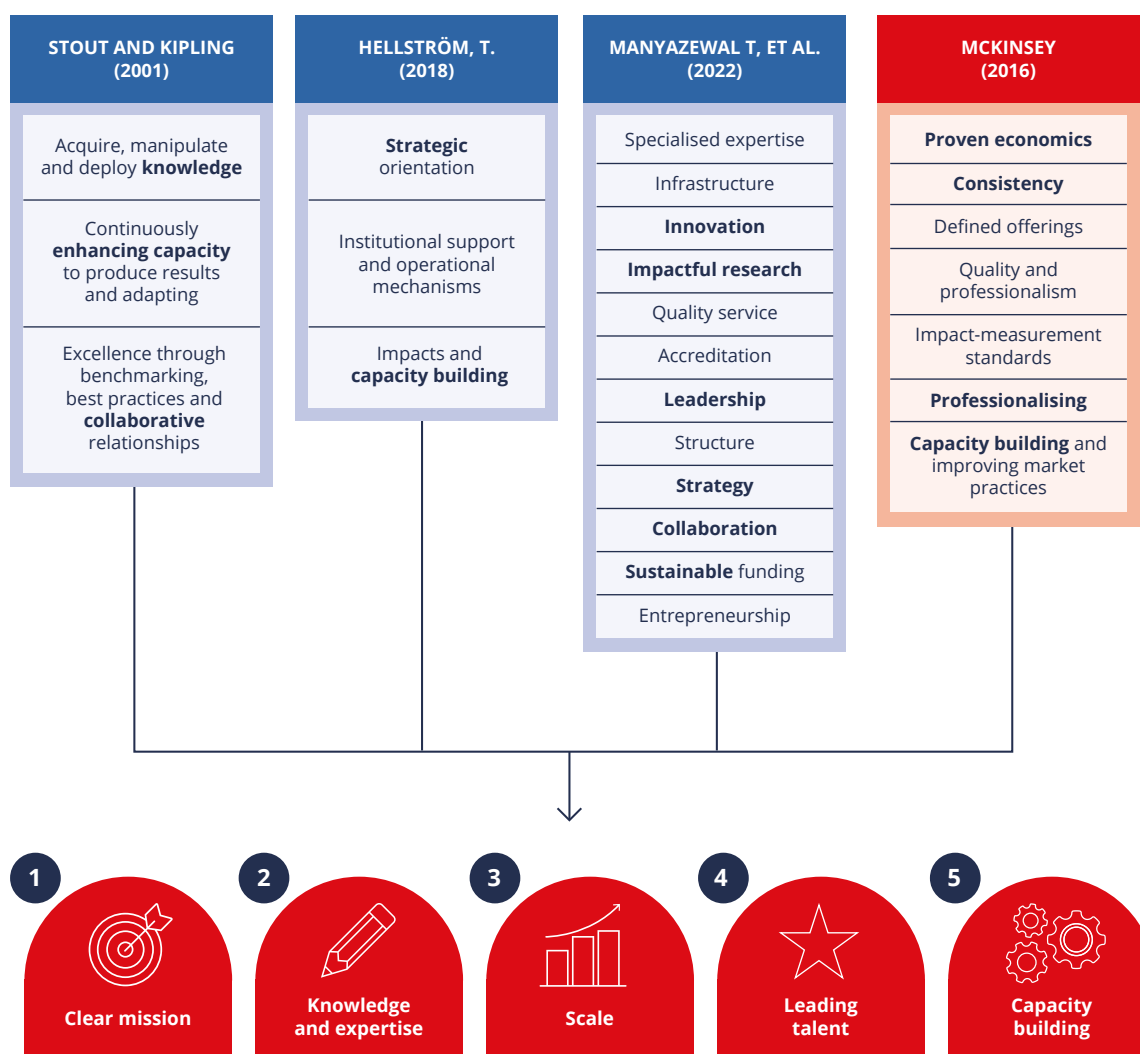 STOUT AND KIPLING
(2001)
Acquire, manipulate
and deploy knowledge
Continuously
enhancing capacity
to produce results
and adapting
Excellence through
benchmarking,
best practices and
collaborative
relationships
HELLSTRÖM, T.
(2018)
Strategic
orientation
Institutional support
and operational
mechanisms
Impacts and
capacity building
MANYAZEWAL T, ET AL.
(2022)
Specialised expertise
Infrastructure
Innovation
Impactful research
Quality service
Accreditation
Leadership
Structure
Strategy
Collaboration
Sustainable funding
Entrepreneurship
MCKINSEY
(2016)
Proven economics
Consistency
Defined offerings
Quality and
professionalism
Impact-measurement
standards
Professionalising
Capacity building and
improving market
practices
1
Clear mission
2
Knowledge
and expertise
3
Scale
4
Leading
talent
5
Capacity
building